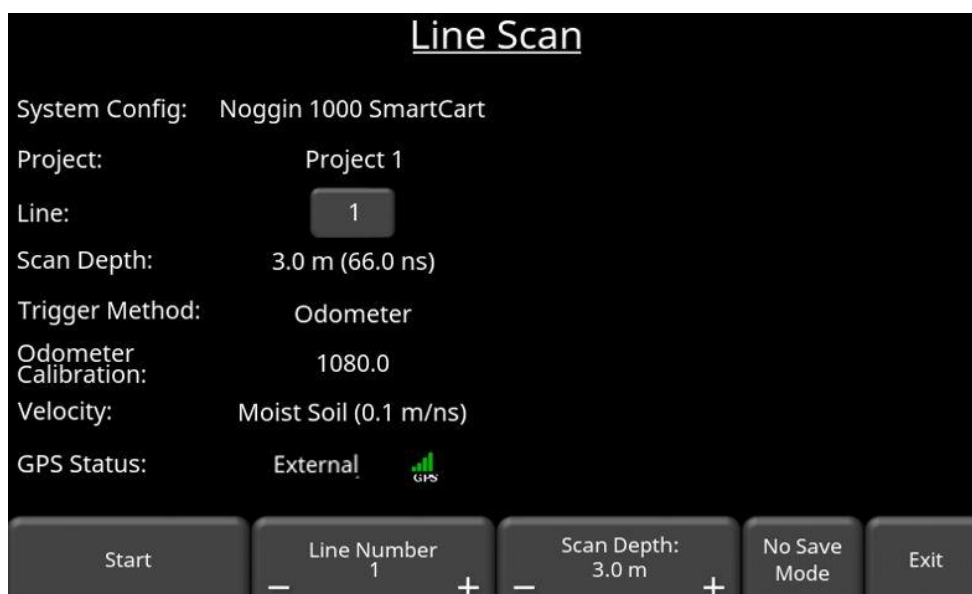 Line Scan
System Config: Noggin 1000 SmartCart
Project: Project 1
Line: 1
Scan Depth: 3.0 m (66.0 ns)
Trigger Method: Odometer
Odometer
Calibration: 1080.0
Velocity: Moist Soil (0.1 m/ns)
GPS Status: External GPS
Start
Line Number
− 1 +
Scan Depth:
− 3.0 m +
No Save
Mode
Exit